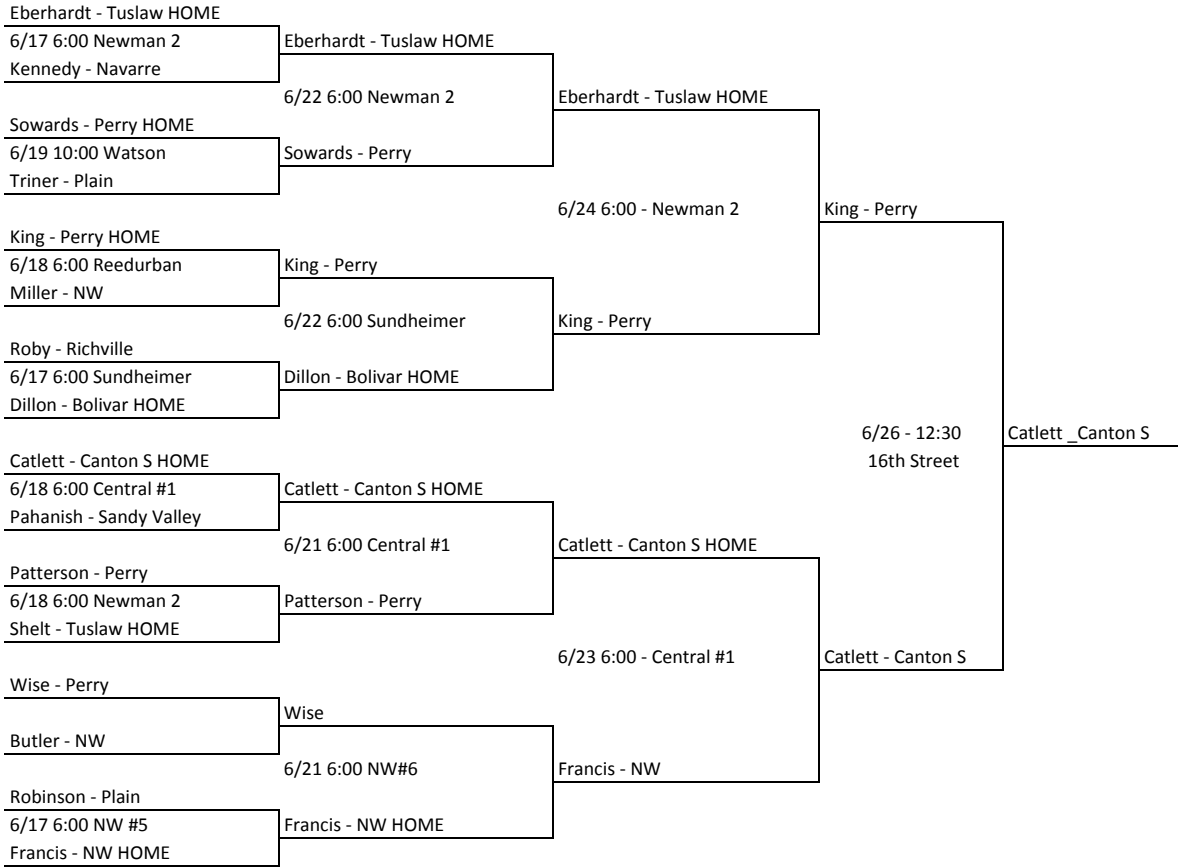 Eberhardt - Tuslaw HOME
6/17 6:00 Newman 2
Kennedy - Navarre
Sowards - Perry HOME
6/19 10:00 Watson
Triner - Plain
King - Perry HOME
6/18 6:00 Reedurban
Miller - NW
Roby - Richville
6/17 6:00 Sundheimer
Dillon - Bolivar HOME
Catlett - Canton S HOME
6/18 6:00 Central #1
Pahanish - Sandy Valley
Patterson - Perry
6/18 6:00 Newman 2
Shelt - Tuslaw HOME
Wise - Perry
Butler - NW
Robinson - Plain
6/17 6:00 NW #5
Francis - NW HOME
Eberhardt - Tuslaw HOME
6/22 6:00 Newman 2
Sowards - Perry
King - Perry
6/22 6:00 Sundheimer
Dillon - Bolivar HOME
Catlett - Canton S HOME
6/21 6:00 Central #1
Patterson - Perry
Wise
6/21 6:00 NW#6
Francis - NW HOME
Eberhardt - Tuslaw HOME
6/24 6:00 - Newman 2
King - Perry
Catlett - Canton S HOME
6/23 6:00 - Central #1
Francis - NW
King - Perry
6/26 - 12:30
16th Street
Catlett - Canton S
Catlett _Canton S